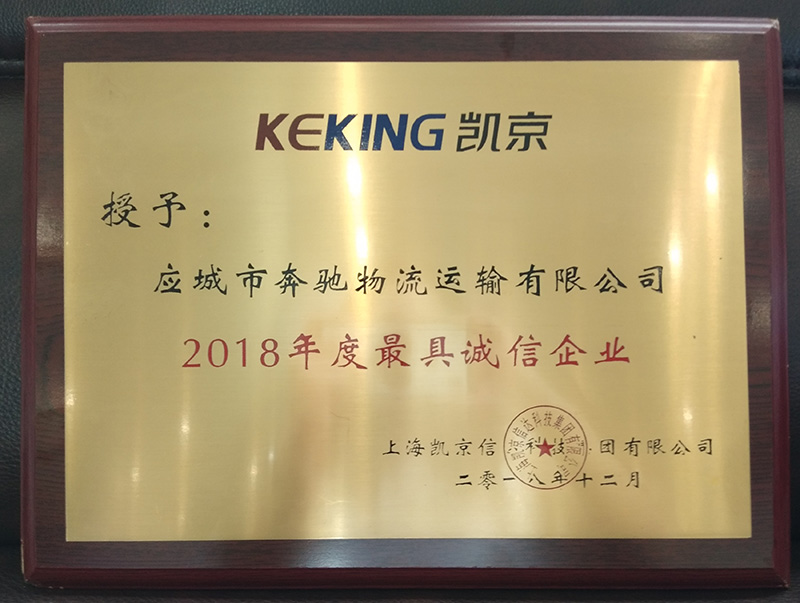 KEKING 凯京
授予：
应城市奔驰物流运输有限公司
2018年度最具诚信企业
上海凯京信达科技集团有限公司
二零一八年十二月